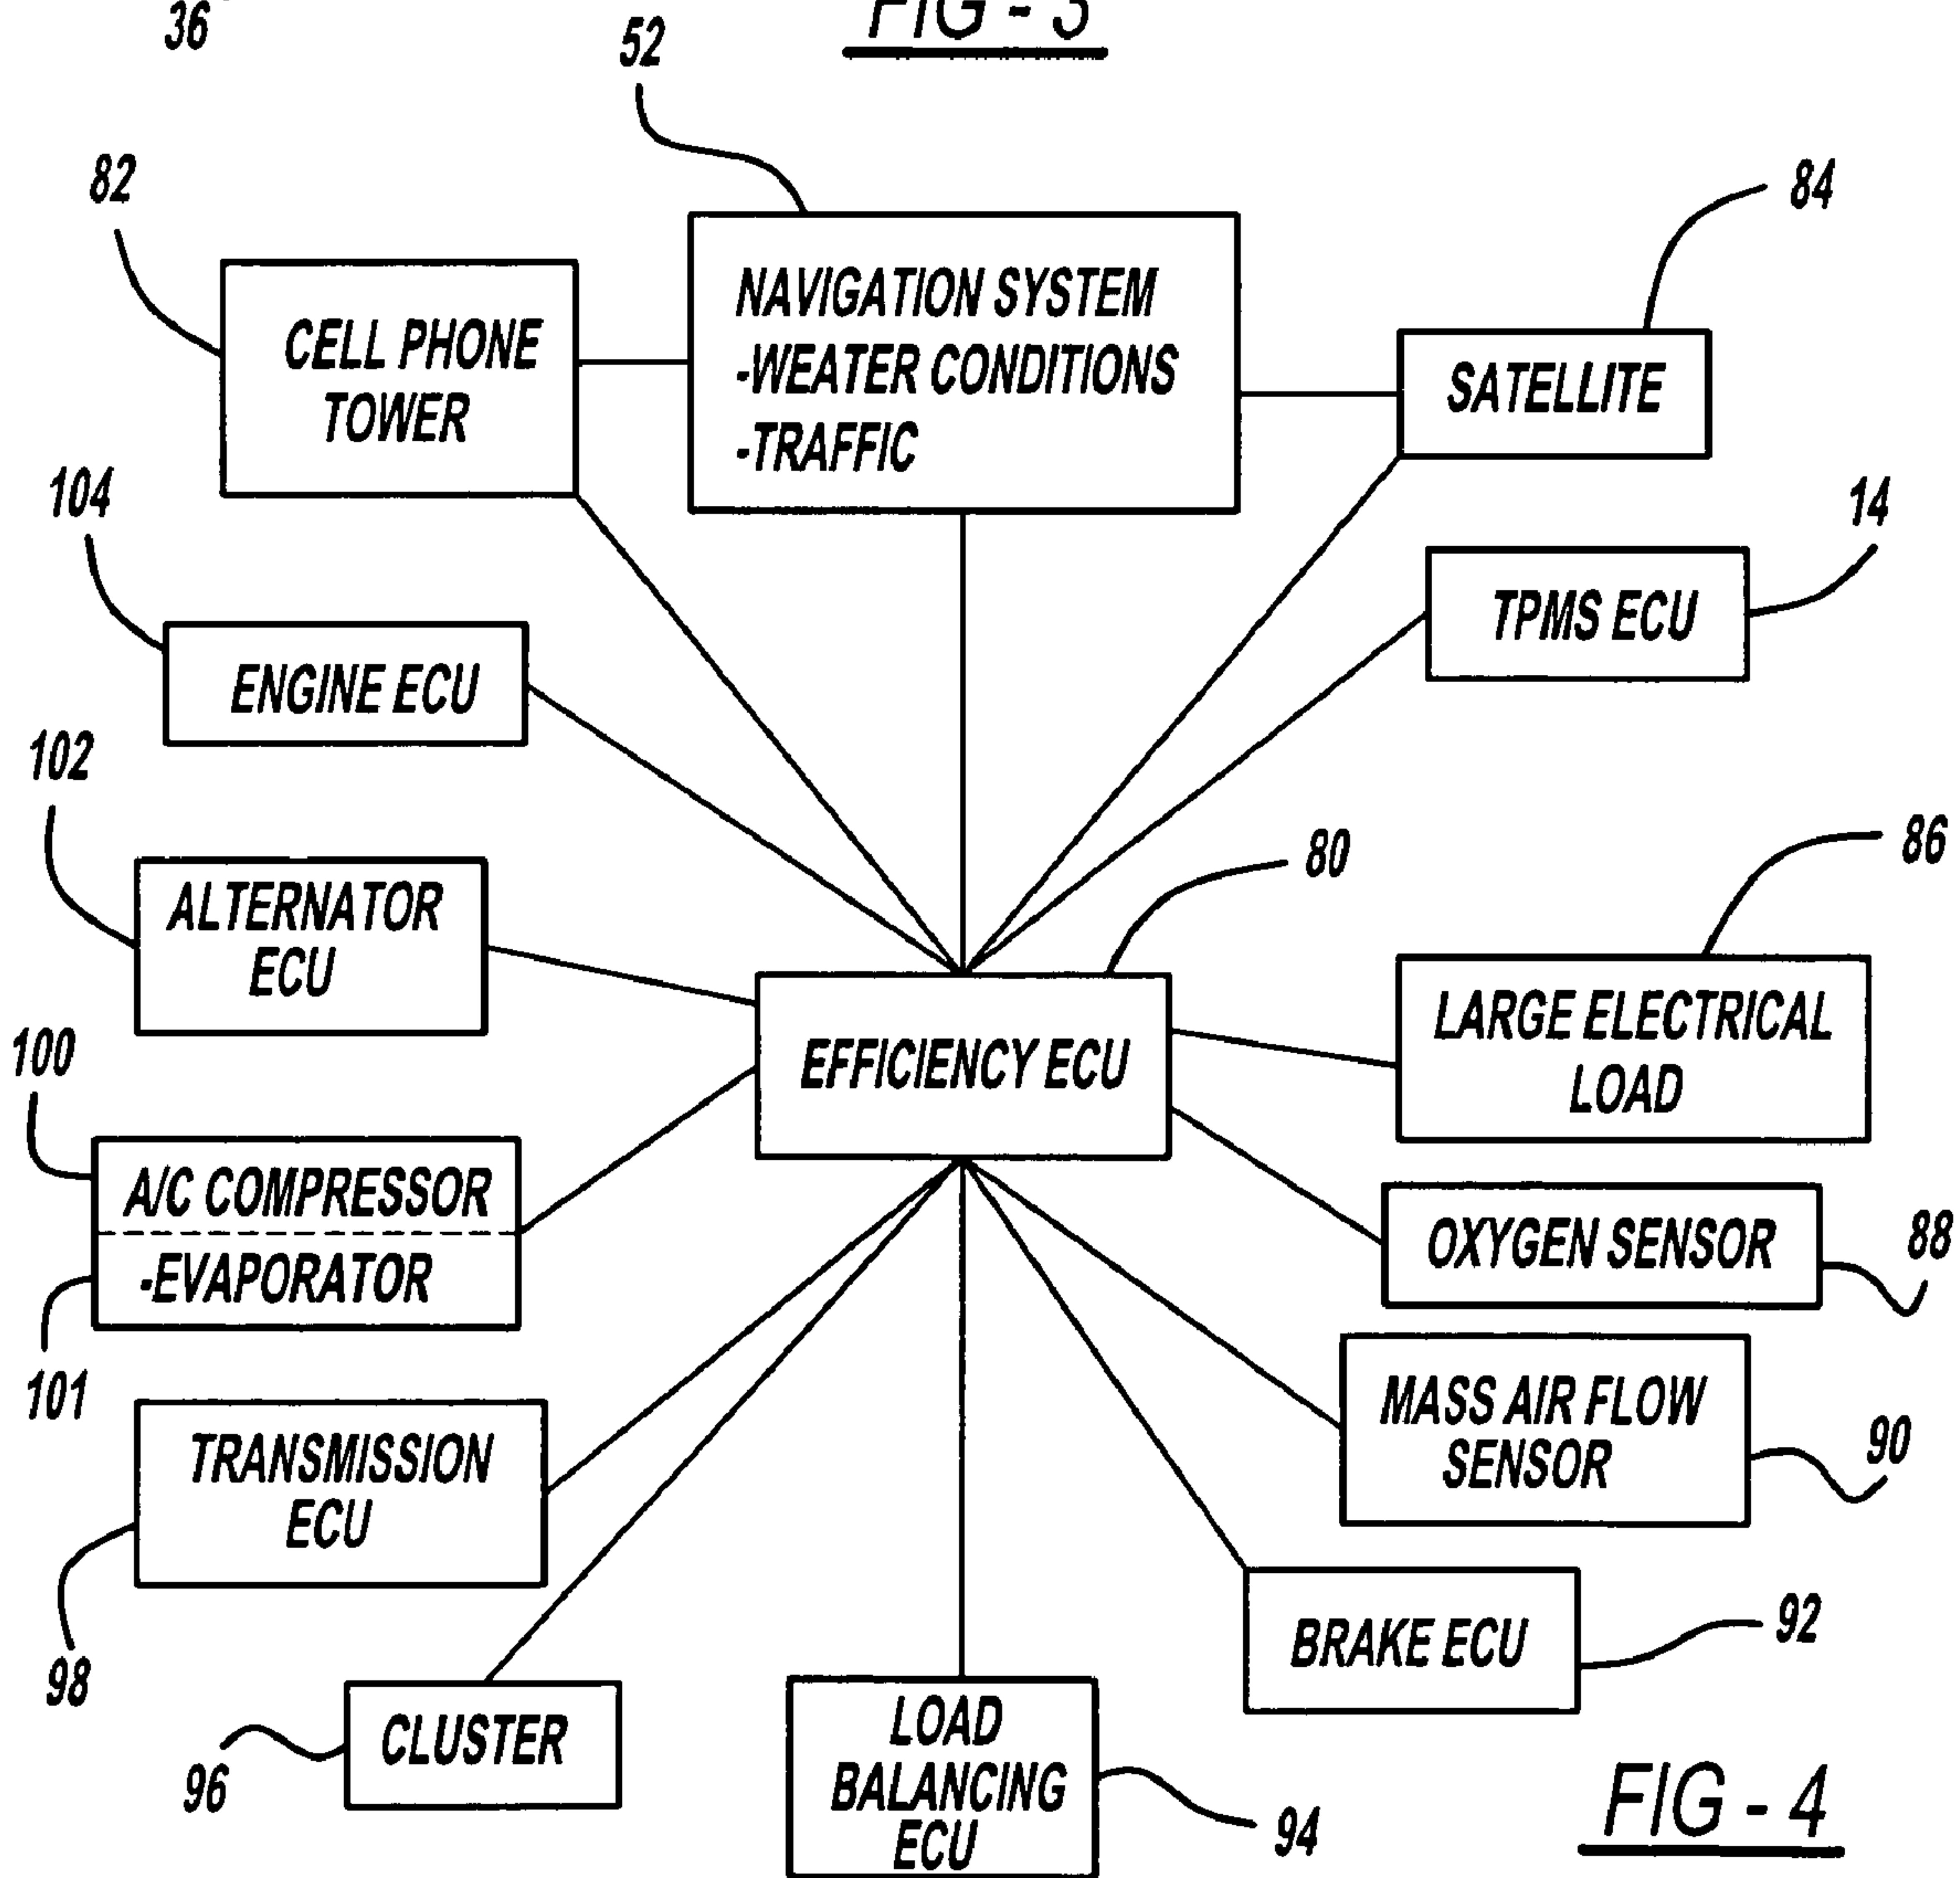 36
FIG - 3
52
82
84
CELL PHONE
TOWER
NAVIGATION SYSTEM
-WEATER CONDITIONS
-TRAFFIC
SATELLITE
104
14
ENGINE ECU
TPMS ECU
102
80
86
ALTERNATOR
ECU
EFFICIENCY ECU
LARGE ELECTRICAL
LOAD
100
A/C COMPRESSOR
-EVAPORATOR
101
OXYGEN SENSOR
88
MASS AIR FLOW
SENSOR
90
TRANSMISSION
ECU
98
BRAKE ECU
92
CLUSTER
96
LOAD
BALANCING
ECU
94
FIG - 4